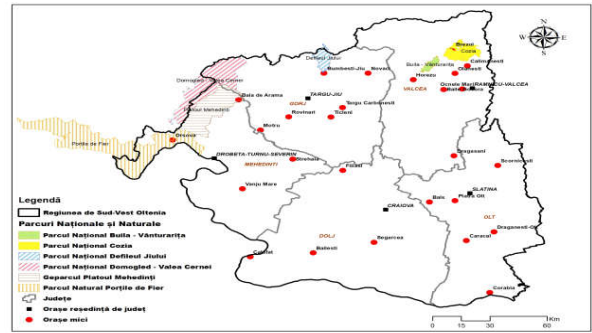 N
W E
S
Brezoi
Cozia
Defileul Jiului
Calimanesti
Buila - Vânturarita
Olanesti
Bumbesti-Jiu
Novaci
Horezu
Domogled - Valea Cernei
Ocnele Mari
RAMNICU-VALCEA
VALCEA
Baia de Arama
TARGU-JIU
GORJ
Platoul Mehedinti
Targu Carbunesti
Rovinari
Ticleni
Motru
Orsova
Portile de Fier
DROBETA-TURNU-SEVERIN
Strehaia
MEHEDINTI
Filiasi
Dragasani
Scornicesti
Vanju Mare
SLATINA
Bals
Piatra Olt
CRAIOVA
OLT
DOLJ
Segarcea
Draganesti-Olt
Caracal
Calafat
Bailesti
Corabia
Legendă
Regiunea de Sud-Vest Oltenia
Parcuri Naționale și Naturale
Parcul Național Buila - Vânturarița
Parcul Național Cozia
Parcul Național Defileul Jiului
Parcul Național Domogled - Valea Cernei
Geparcul Platoul Mehedinți
Parcul Natural Porțile de Fier
Județe
Orașe reședință de județ
Orașe mici
0 15 30 60
Km